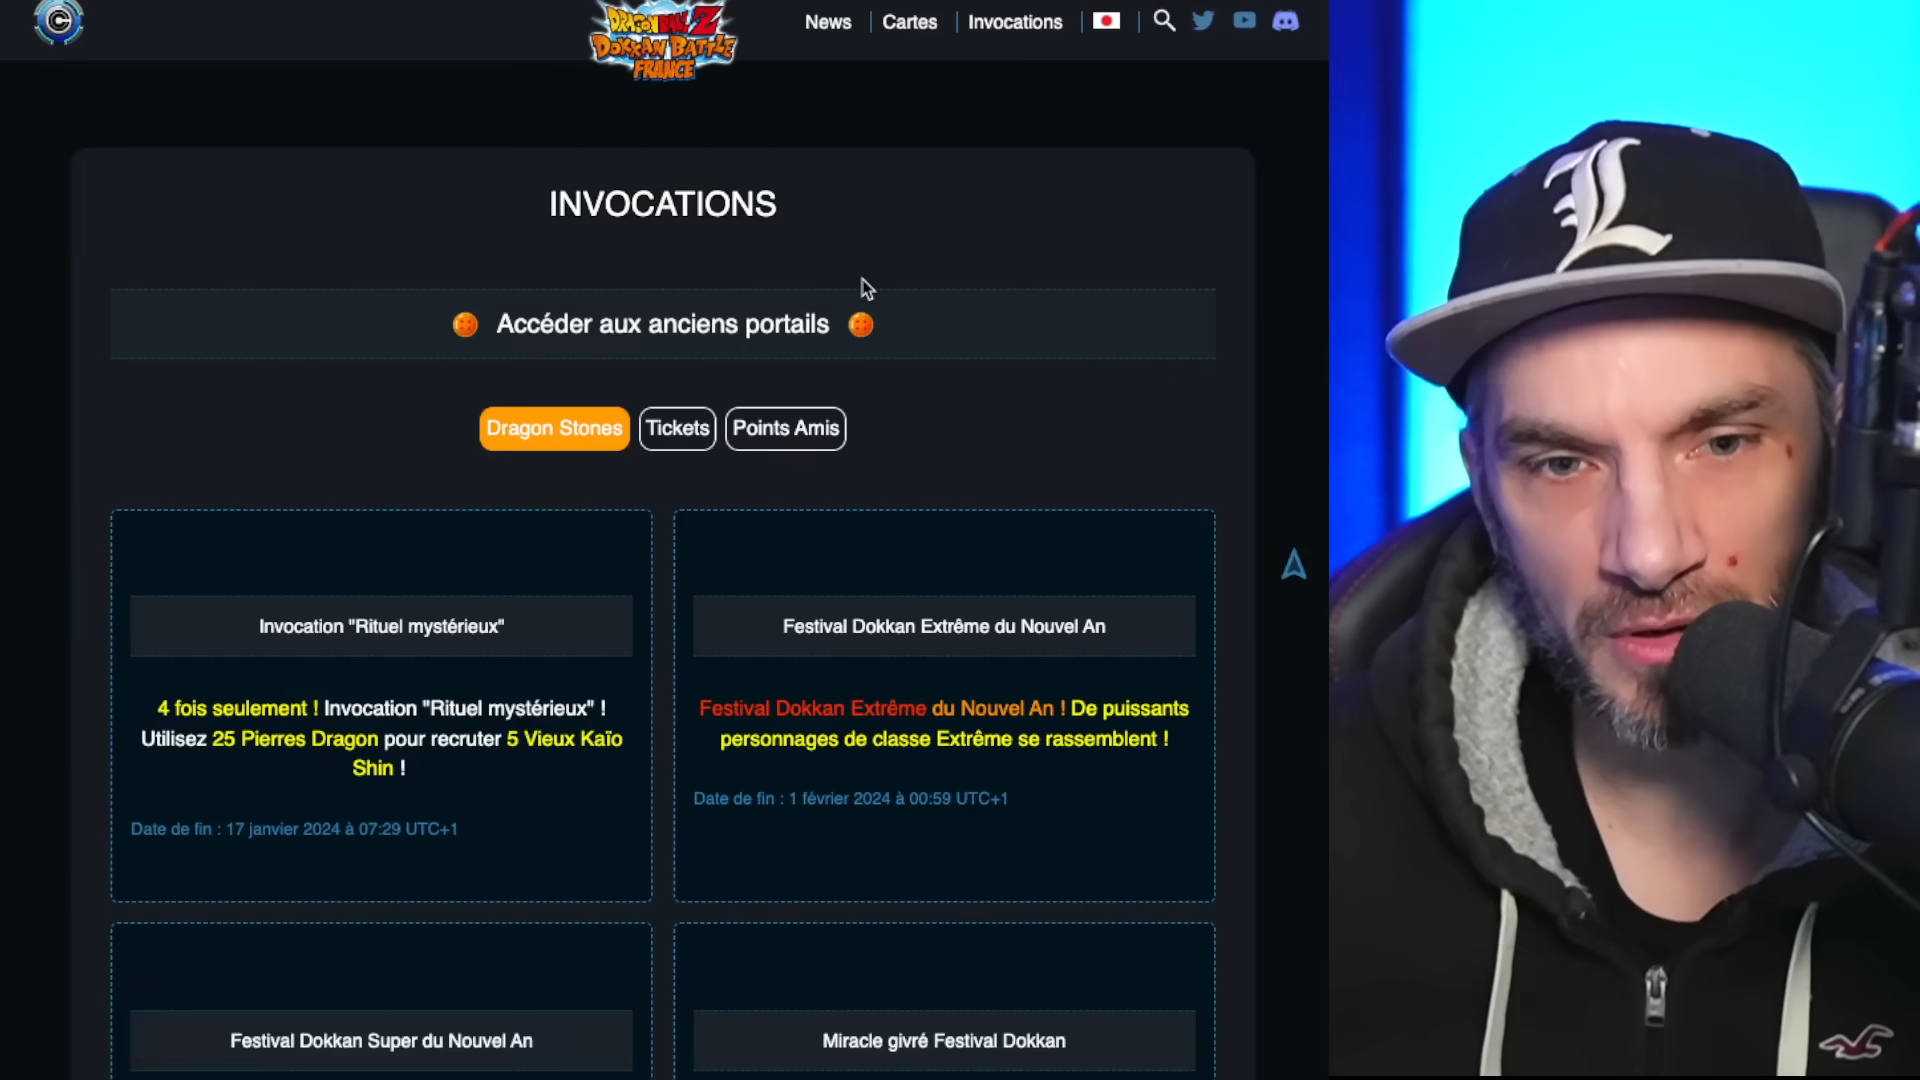 DRAGON BALL Z
DOKKAN BATTLE
FRANCE
News
Cartes
Invocations
INVOCATIONS
Accéder aux anciens portails
Dragon Stones
Tickets
Points Amis
Invocation "Rituel mystérieux"
4 fois seulement ! Invocation "Rituel mystérieux" !
Utilisez 25 Pierres Dragon pour recruter 5 Vieux Kaïo
Shin !
Date de fin : 17 janvier 2024 à 07:29 UTC+1
Festival Dokkan Extrême du Nouvel An
Festival Dokkan Extrême du Nouvel An ! De puissants
personnages de classe Extrême se rassemblent !
Date de fin : 1 février 2024 à 00:59 UTC+1
Festival Dokkan Super du Nouvel An
Miracle givré Festival Dokkan
L